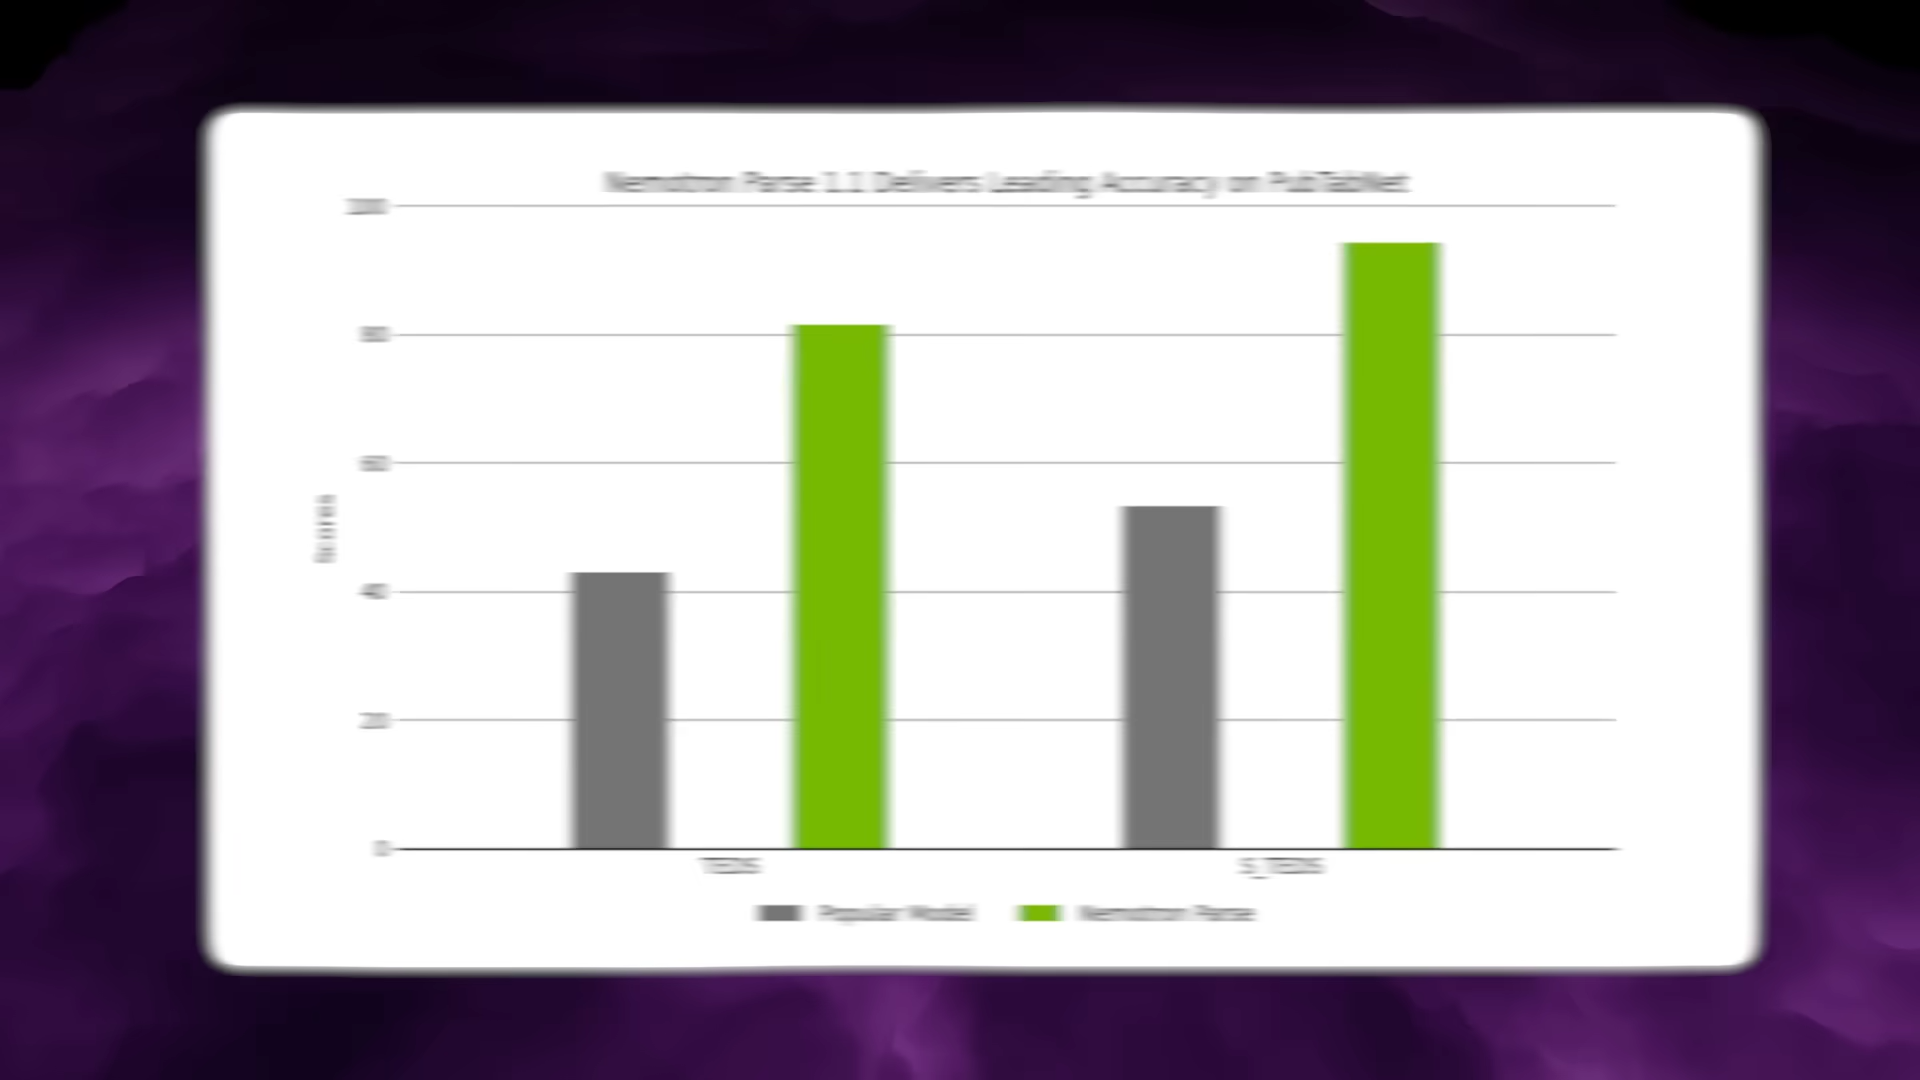 Nemotron Parse 1.1 Delivers Leading Accuracy on PubTabNet
100
80
60
40
20
0
TEDS
S_TEDS
Popular Model
Nemotron Parse